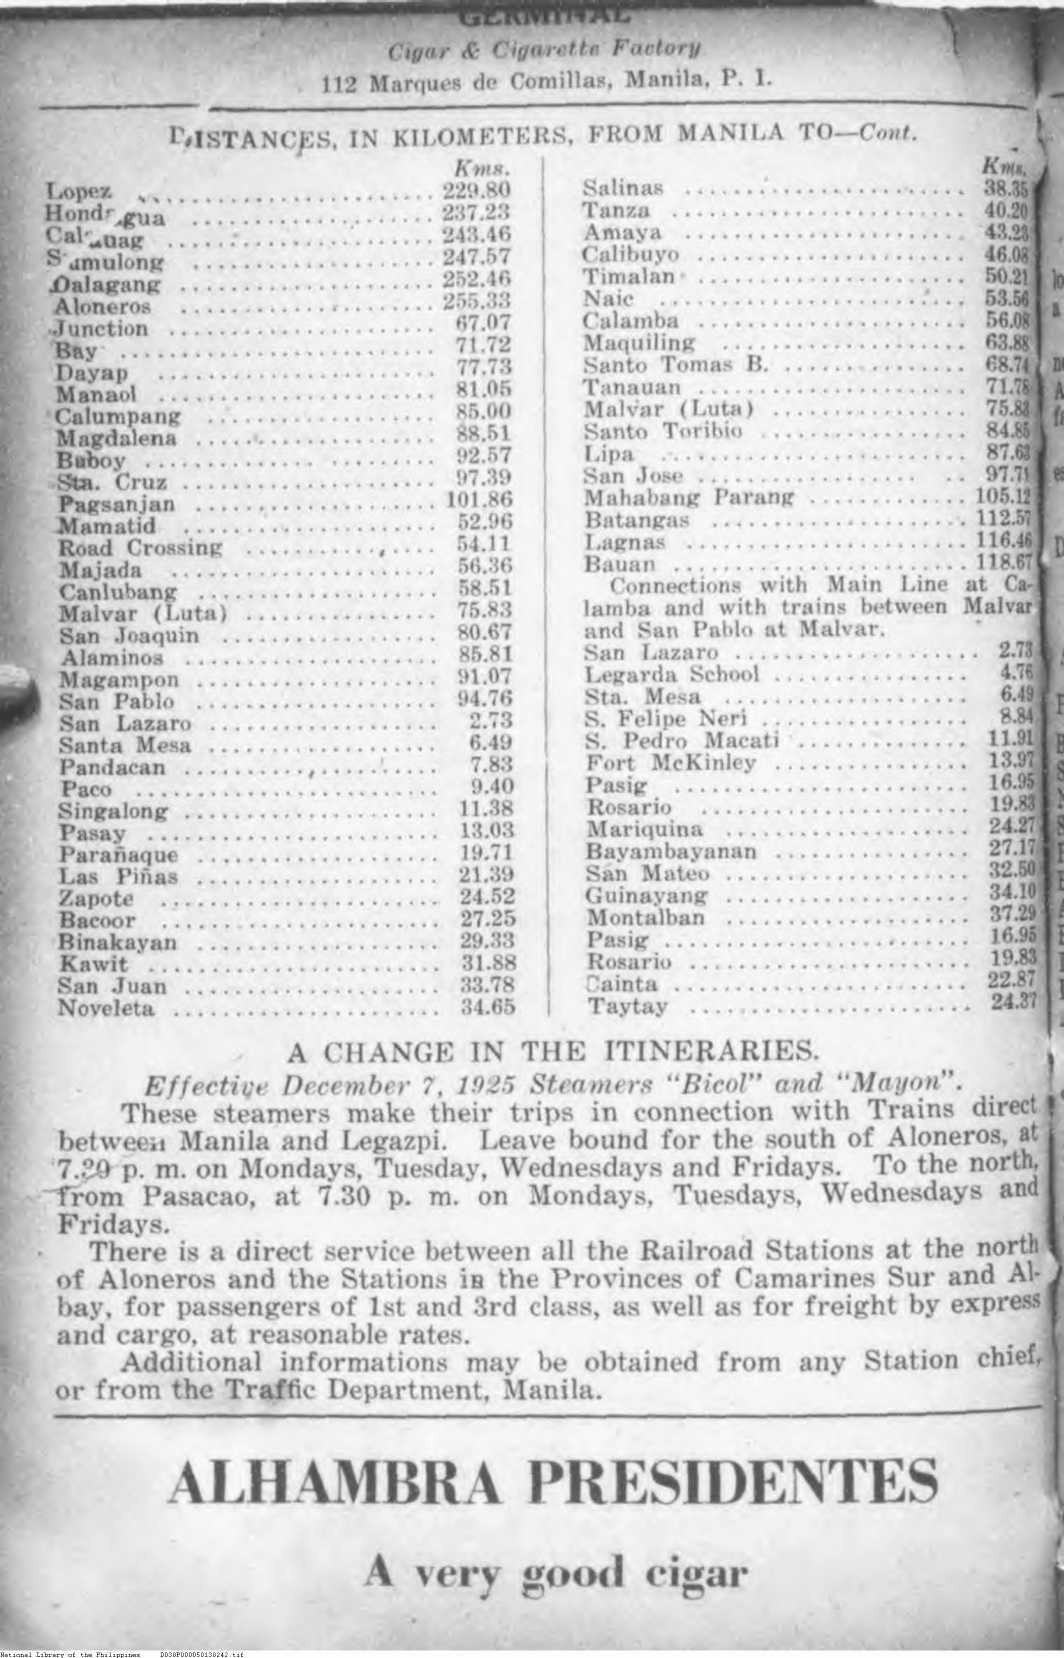 GERMINAL
Cigar & Cigarette Factory
112 Marques de Comillas, Manila, P. I.
DISTANCES, IN KILOMETERS, FROM MANILA TO—Cont.
Kms.
Lopez 229.80
Hondagua 237.23
Calauag 243.46
Sumulong 247.57
Dalagang 252.46
Aloneros 255.33
Junction 67.07
Bay 71.72
Dayap 77.73
Manaol 81.05
Calumpang 85.00
Magdalena 88.51
Buboy 92.57
Sta. Cruz 97.39
Pagsanjan 101.86
Mamatid 52.96
Road Crossing 54.11
Majada 56.36
Canlubang 58.51
Malvar (Luta) 75.83
San Joaquin 80.67
Alaminos 85.81
Magampon 91.07
San Pablo 94.76
San Lazaro 2.73
Santa Mesa 6.49
Pandacan 7.83
Paco 9.40
Singalong 11.38
Pasay 13.03
Parañaque 19.71
Las Piñas 21.39
Zapote 24.52
Bacoor 27.25
Binakayan 29.33
Kawit 31.88
San Juan 33.78
Noveleta 34.65
Kms.
Salinas 38.35
Tanza 40.20
Amaya 43.23
Calibuyo 46.08
Timalan 50.21
Naic 53.56
Calamba 56.08
Maquiling 63.88
Santo Tomas B. 68.74
Tanauan 71.78
Malvar (Luta) 75.83
Santo Toribio 84.85
Lipa 87.63
San Jose 97.71
Mahabang Parang 105.12
Batangas 112.57
Lagnas 116.46
Bauan 118.67
Connections with Main Line at Ca-
lamba and with trains between Malvar
and San Pablo at Malvar.
San Lazaro 2.73
Legarda School 4.76
Sta. Mesa 6.49
S. Felipe Neri 8.84
S. Pedro Macati 11.91
Fort McKinley 13.97
Pasig 16.95
Rosario 19.83
Mariquina 24.27
Bayambayanan 27.17
San Mateo 32.50
Guinayang 34.10
Montalban 37.29
Pasig 16.95
Rosario 19.83
Cainta 22.87
Taytay 24.37
A CHANGE IN THE ITINERARIES.
Effective December 7, 1925 Steamers "Bicol" and "Mayon".
These steamers make their trips in connection with Trains direct
between Manila and Legazpi. Leave bound for the south of Aloneros, at
p. m. on Mondays, Tuesday, Wednesdays and Fridays. To the north,
from Pasacao, at 7.30 p. m. on Mondays, Tuesdays, Wednesdays and
Fridays.
There is a direct service between all the Railroad Stations at the north
of Aloneros and the Stations in the Provinces of Camarines Sur and Al-
bay, for passengers of 1st and 3rd class, as well as for freight by express
and cargo, at reasonable rates.
Additional informations may be obtained from any Station chief,
or from the Traffic Department, Manila.
ALHAMBRA PRESIDENTES
A very good cigar
National Library of the Philippines D030P000050130242.tif